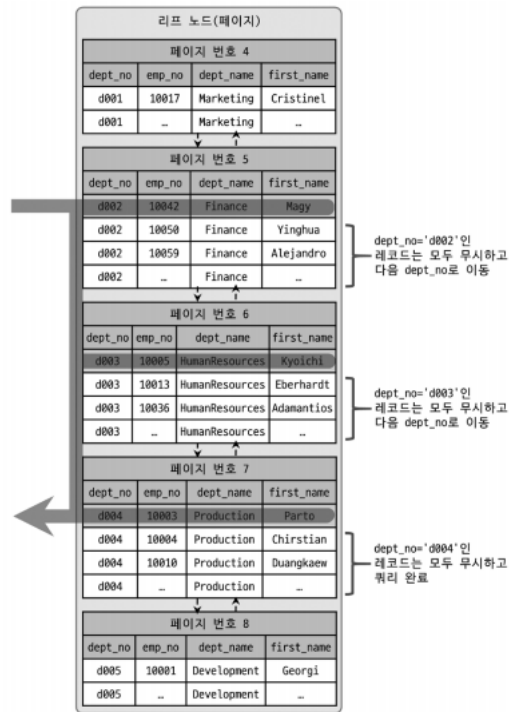 리프 노드(페이지)
페이지 번호 4
dept_no emp_no dept_name first_name
d001 10017 Marketing Cristinel
d001 … Marketing …
페이지 번호 5
dept_no emp_no dept_name first_name
d002 10042 Finance Magy
d002 10050 Finance Yinghua
d002 10059 Finance Alejandro
d002 … Finance …
dept_no='d002'인
레코드는 모두 무시하고
다음 dept_no로 이동
페이지 번호 6
dept_no emp_no dept_name first_name
d003 10005 HumanResources Kyoichi
d003 10013 HumanResources Eberhardt
d003 10036 HumanResources Adamantios
d003 … HumanResources …
dept_no='d003'인
레코드는 모두 무시하고
다음 dept_no로 이동
페이지 번호 7
dept_no emp_no dept_name first_name
d004 10003 Production Parto
d004 10004 Production Chirstian
d004 10010 Production Duangkaew
d004 … Production …
dept_no='d004'인
레코드는 모두 무시하고
쿼리 완료
페이지 번호 8
dept_no emp_no dept_name first_name
d005 10001 Development Georgi
d005 … Development …